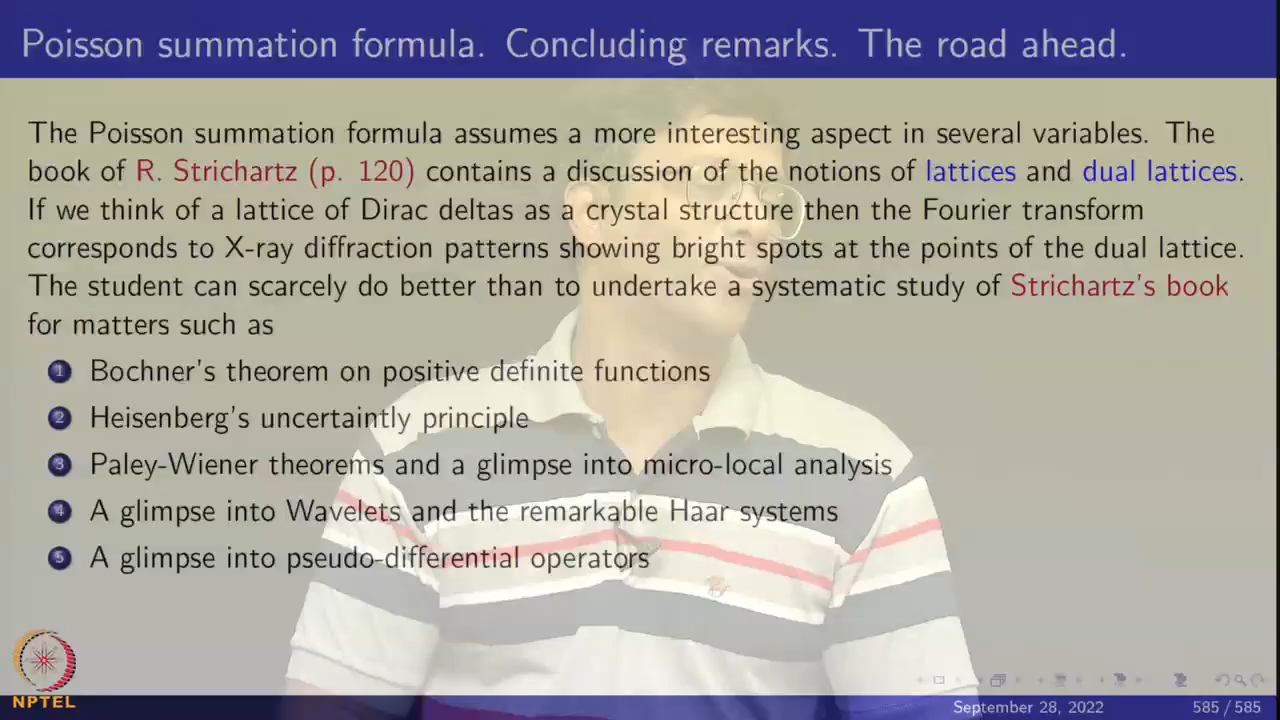 Poisson summation formula. Concluding remarks. The road ahead.
The Poisson summation formula assumes a more interesting aspect in several variables. The
book of R. Strichartz (p. 120) contains a discussion of the notions of lattices and dual lattices.
If we think of a lattice of Dirac deltas as a crystal structure then the Fourier transform
corresponds to X-ray diffraction patterns showing bright spots at the points of the dual lattice.
The student can scarcely do better than to undertake a systematic study of Strichartz's book
for matters such as
1 Bochner's theorem on positive definite functions
2 Heisenberg's uncertaintly principle
3 Paley-Wiener theorems and a glimpse into micro-local analysis
4 A glimpse into Wavelets and the remarkable Haar systems
5 A glimpse into pseudo-differential operators
NPTEL
September 28, 2022 585 / 585